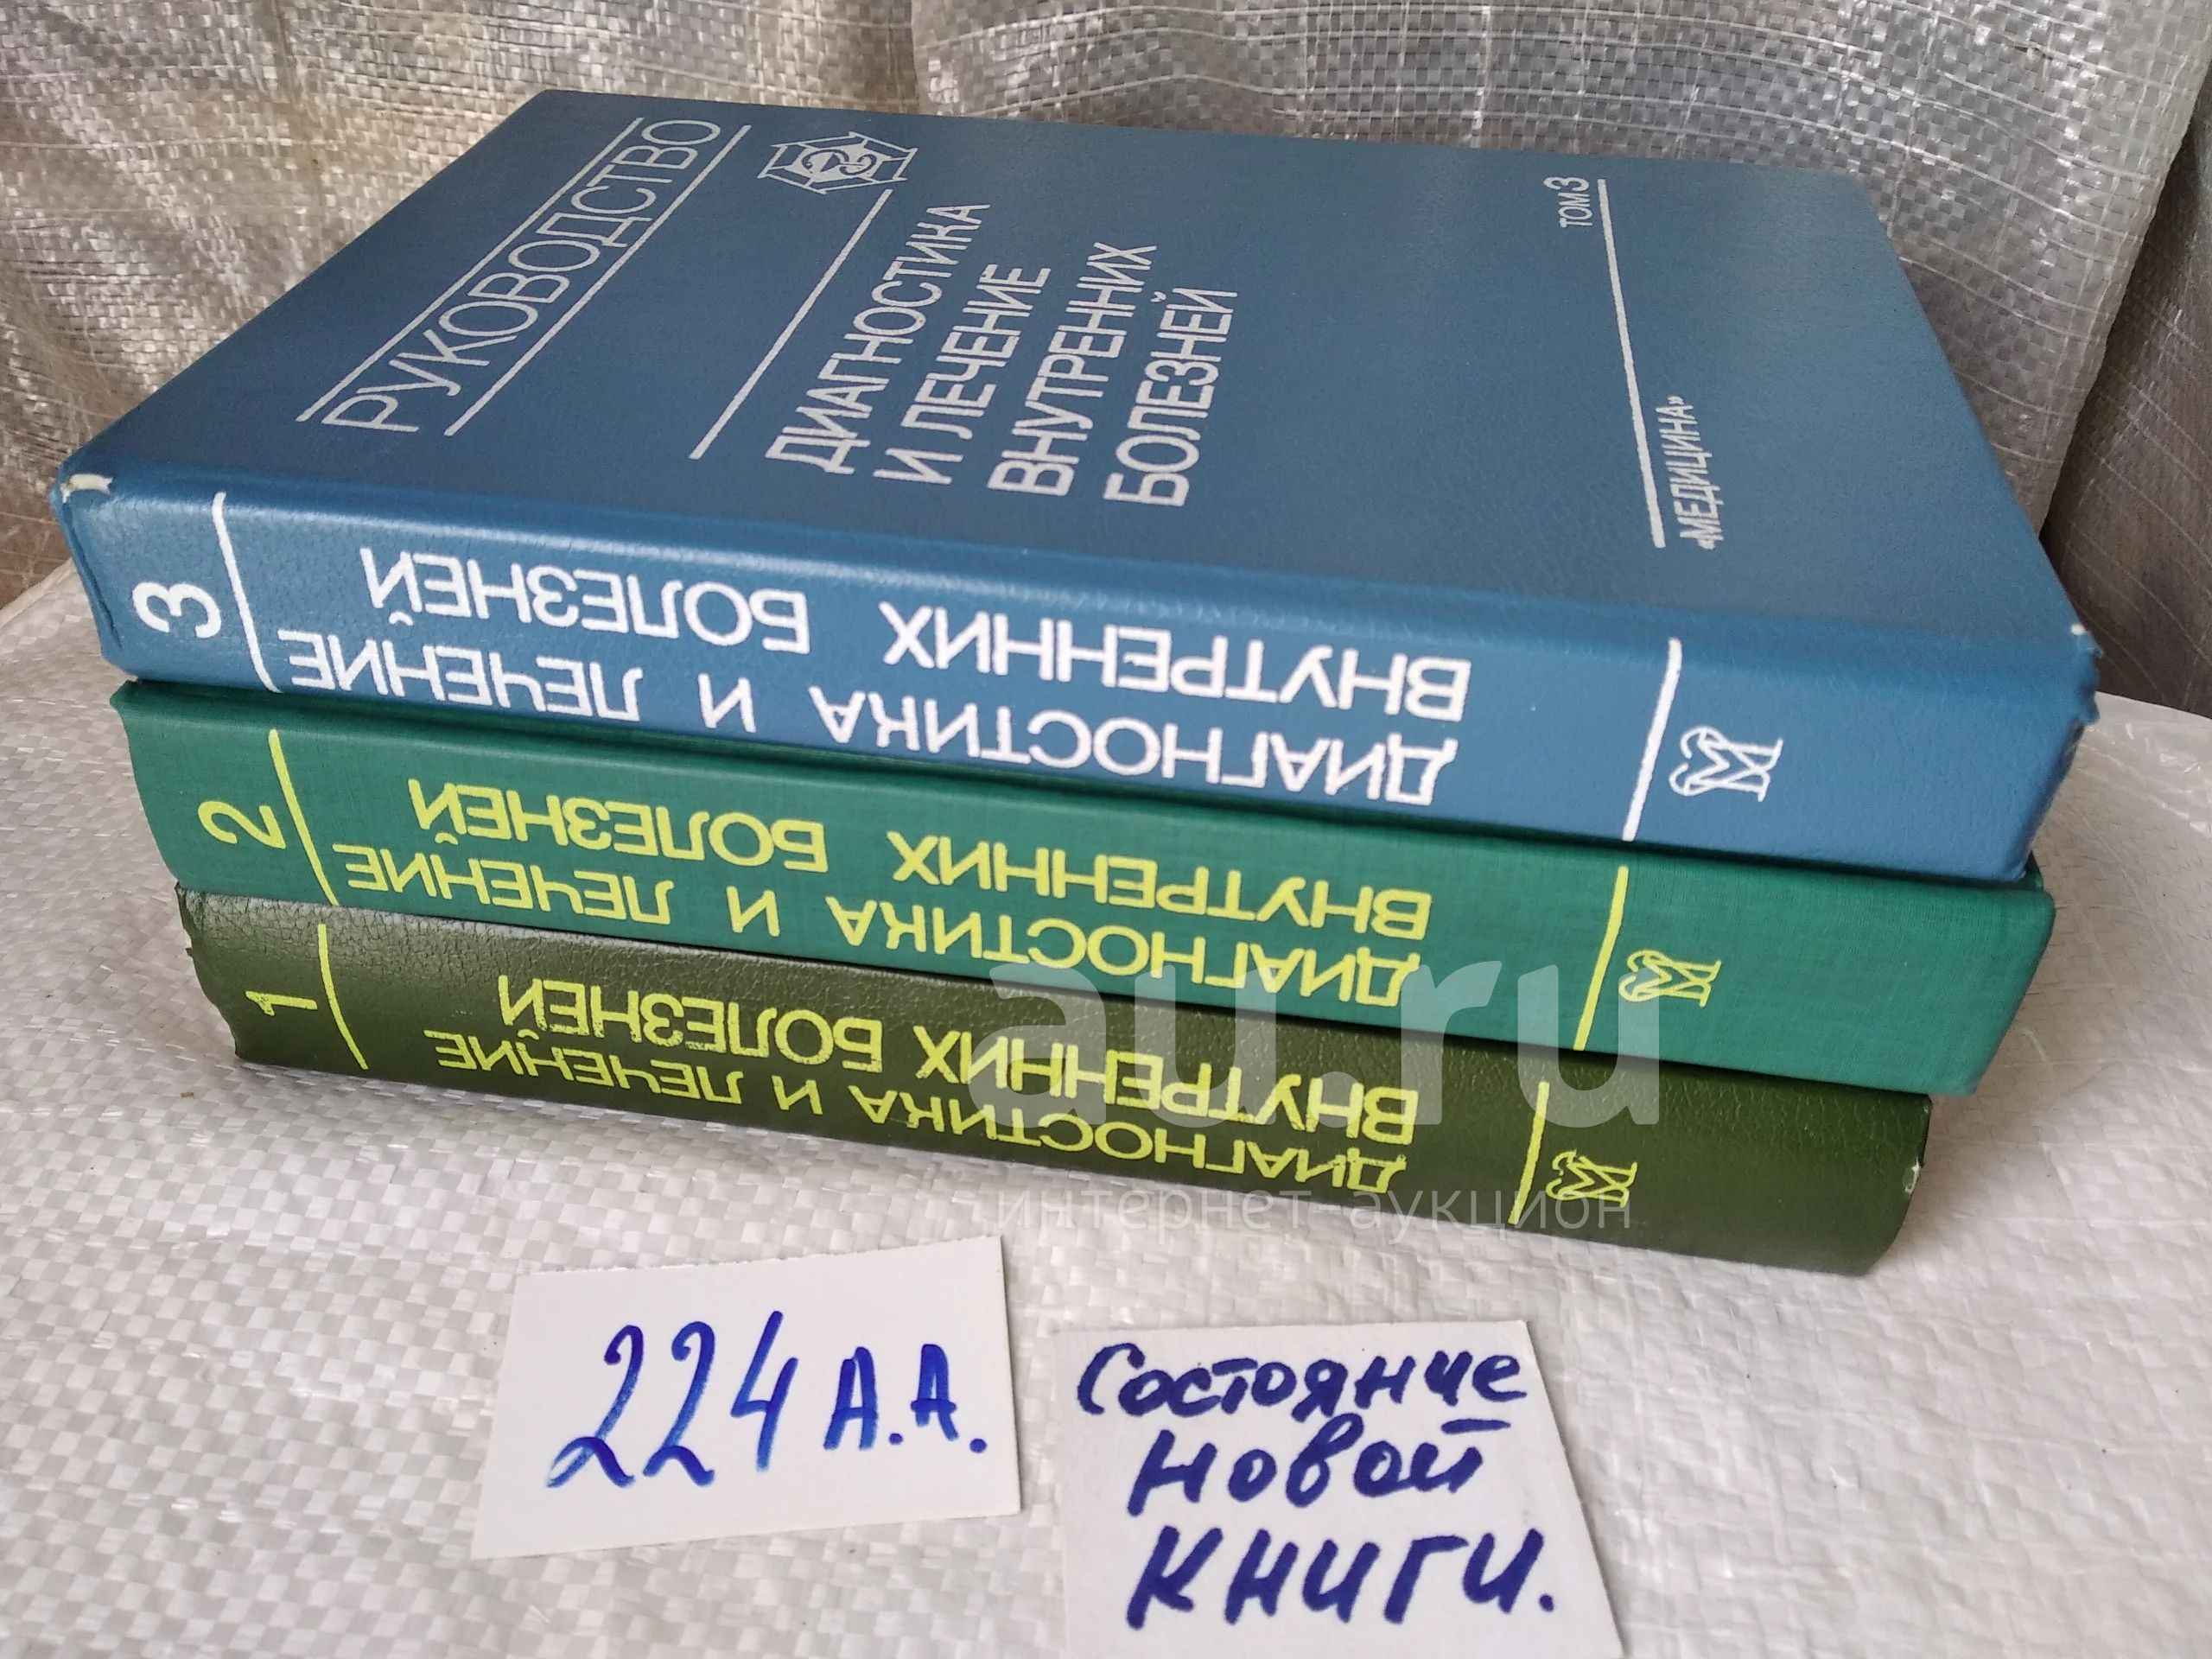 РУКОВОДСТВО
ДИАГНОСТИКА
И ЛЕЧЕНИЕ
ВНУТРЕННИХ
БОЛЕЗНЕЙ
ТОМ 3
«МЕДИЦИНА»
3
ДИАГНОСТИКА И ЛЕЧЕНИЕ
ВНУТРЕННИХ БОЛЕЗНЕЙ
М
2
ДИАГНОСТИКА И ЛЕЧЕНИЕ
ВНУТРЕННИХ БОЛЕЗНЕЙ
М
1
ДИАГНОСТИКА И ЛЕЧЕНИЕ
ВНУТРЕННИХ БОЛЕЗНЕЙ
М
au.ru
интернет-аукцион
224 А.А.
Состояние
новой
книги.